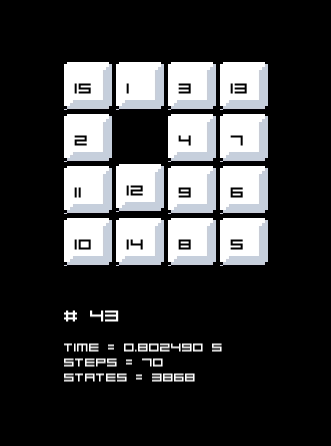 15 1 3 13
2 4 7
11 12 9 6
10 14 8 5
# 43
TIME = 0.802490 S
STEPS = 70
STATES = 3868